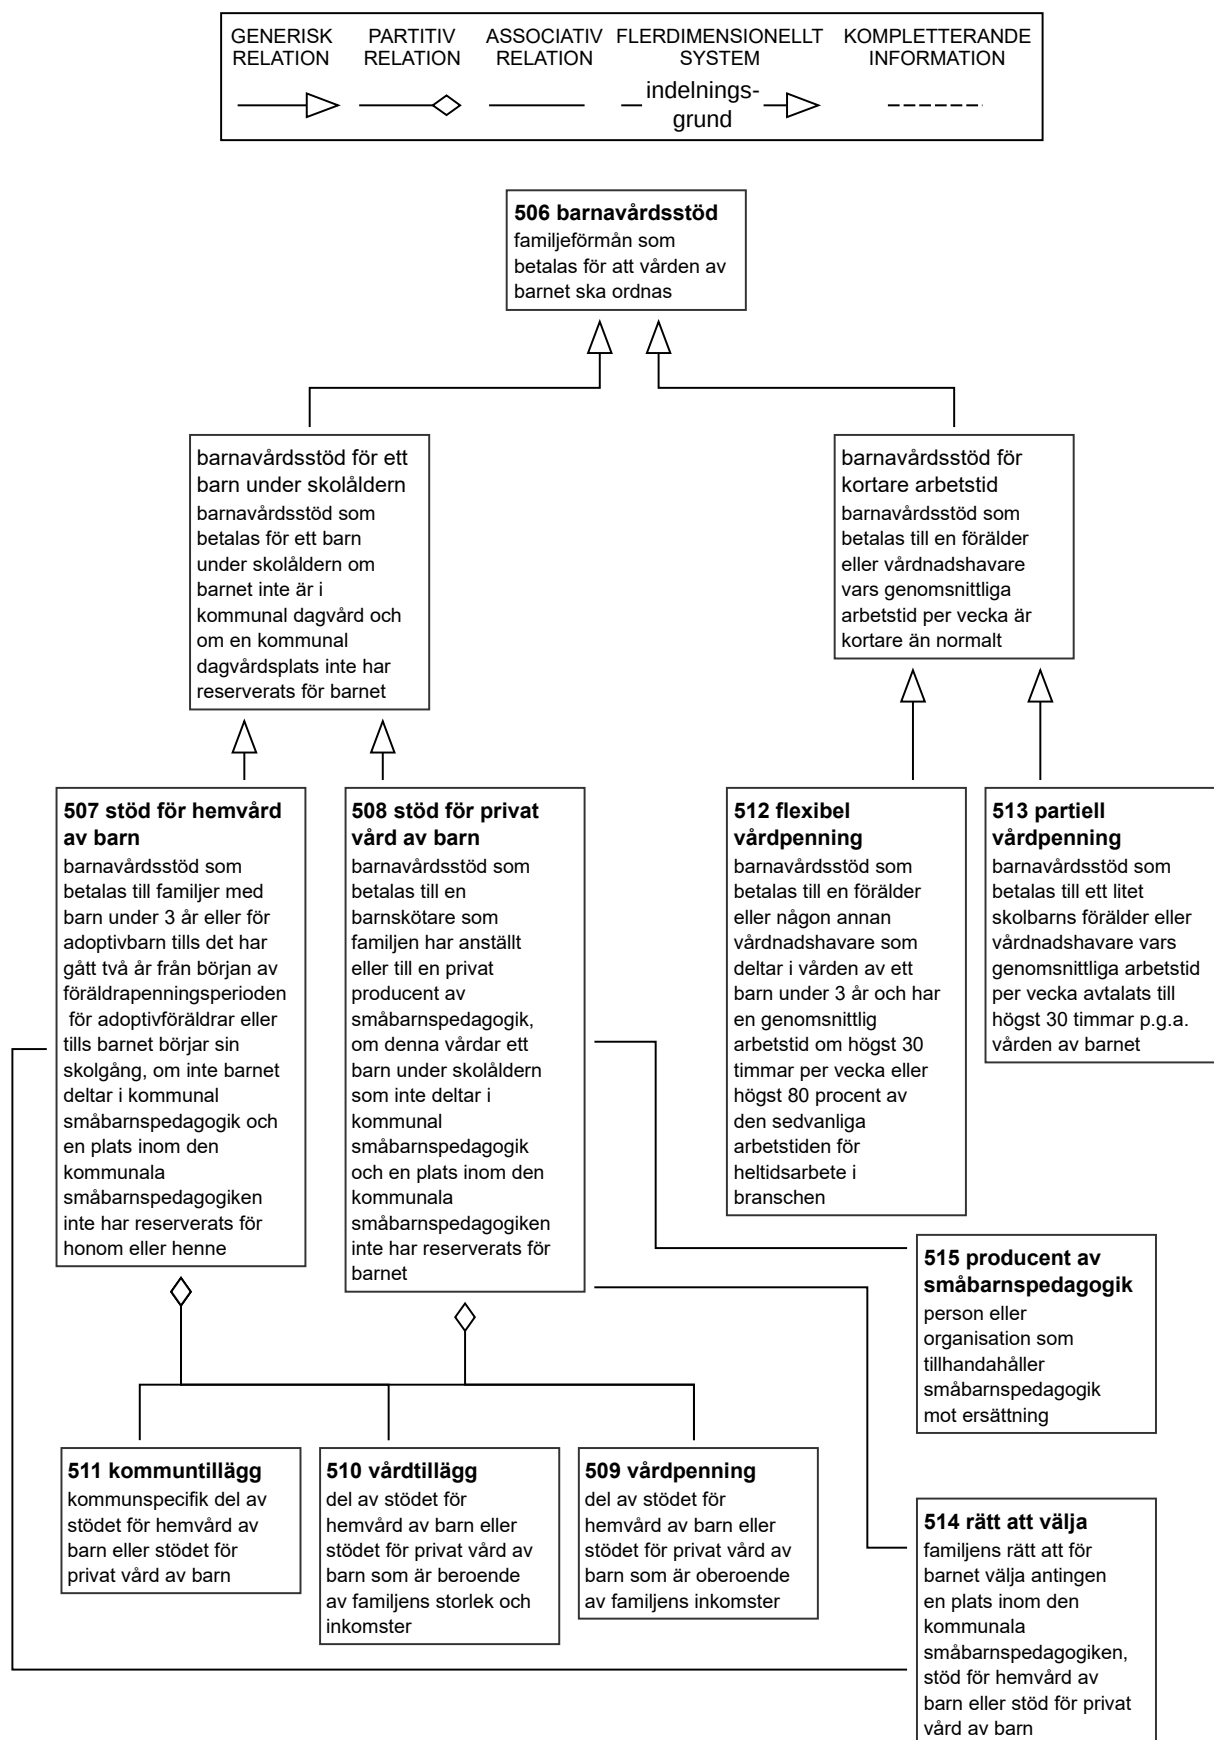 GENERISK
RELATION
PARTITIV
RELATION
ASSOCIATIV
RELATION
FLERDIMENSIONELLT
SYSTEM
indelnings-
grund
KOMPLETTERANDE
INFORMATION
506 barnavårdsstöd
familjeförmån som
betalas för att vården av
barnet ska ordnas
barnavårdsstöd för ett
barn under skolåldern
barnavårdsstöd som
betalas för ett barn
under skolåldern om
barnet inte är i
kommunal dagvård och
om en kommunal
dagvårdsplats inte har
reserverats för barnet
barnavårdsstöd för
kortare arbetstid
barnavårdsstöd som
betalas till en förälder
eller vårdnadshavare
vars genomsnittliga
arbetstid per vecka är
kortare än normalt
507 stöd för hemvård
av barn
barnavårdsstöd som
betalas till familjer med
barn under 3 år eller för
adoptivbarn tills det har
gått två år från början av
föräldrapenningsperioden
för adoptivföräldrar eller
tills barnet börjar sin
skolgång, om inte barnet
deltar i kommunal
småbarnspedagogik och
en plats inom den
kommunala
småbarnspedagogiken
inte har reserverats för
honom eller henne
508 stöd för privat
vård av barn
barnavårdsstöd som
betalas till en
barnskötare som
familjen har anställt
eller till en privat
producent av
småbarnspedagogik,
om denna vårdar ett
barn under skolåldern
som inte deltar i
kommunal
småbarnspedagogik
och en plats inom den
kommunala
småbarnspedagogiken
inte har reserverats för
barnet
512 flexibel
vårdpenning
barnavårdsstöd som
betalas till en förälder
eller någon annan
vårdnadshavare som
deltar i vården av ett
barn under 3 år och har
en genomsnittlig
arbetstid om högst 30
timmar per vecka eller
högst 80 procent av
den sedvanliga
arbetstiden för
heltidsarbete i
branschen
513 partiell
vårdpenning
barnavårdsstöd som
betalas till ett litet
skolbarns förälder eller
vårdnadshavare vars
genomsnittliga arbetstid
per vecka avtalats till
högst 30 timmar p.g.a.
vården av barnet
515 producent av
småbarnspedagogik
person eller
organisation som
tillhandahåller
småbarnspedagogik
mot ersättning
511 kommuntillägg
kommunspecifik del av
stödet för hemvård av
barn eller stödet för
privat vård av barn
510 vårdtillägg
del av stödet för
hemvård av barn eller
stödet för privat vård av
barn som är beroende
av familjens storlek och
inkomster
509 vårdpenning
del av stödet för
hemvård av barn eller
stödet för privat vård av
barn som är oberoende
av familjens inkomster
514 rätt att välja
familjens rätt att för
barnet välja antingen
en plats inom den
kommunala
småbarnspedagogiken,
stöd för hemvård av
barn eller stöd för privat
vård av barn